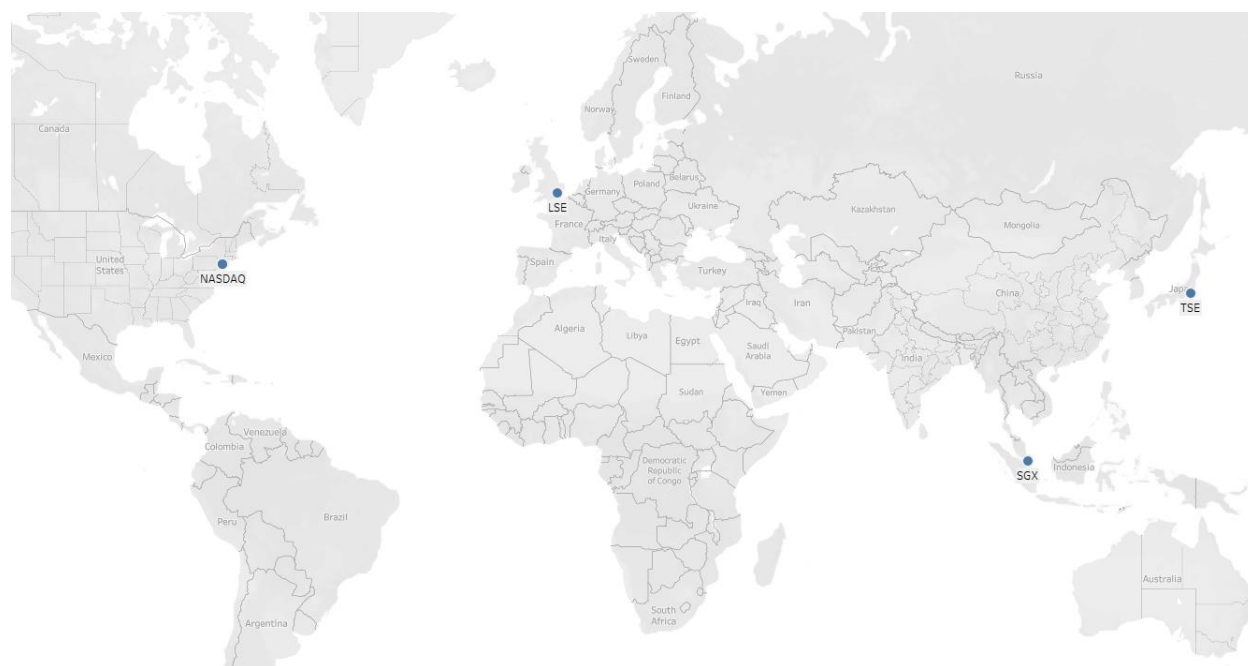 Russia
Sweden
Finland
Norway
Canada
Belarus
Germany
Poland
LSE
Ukraine
Kazakhstan
France
Mongolia
Italy
United
States
Spain
NASDAQ
Turkey
China
Japa
TSE
Iraq
Iran
Algeria
Libya
Egypt
Pakistan
Saudi
Arabia
India
Mexico
Sudan
Yemen
Venezuela
Colombia
Democratic
Republic
of Congo
SGX
Indonesia
Peru
Brazil
Australia
South
Africa
Argentina